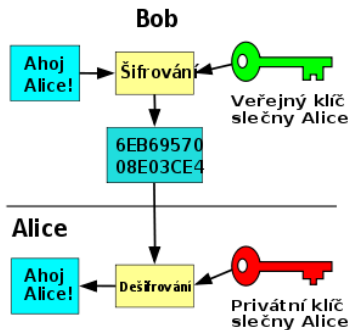 Bob
Ahoj
Alice!
Šifrování
Veřejný klíč
slečny Alice
6EB69570
08E03CE4
Alice
Ahoj
Alice!
Dešifrování
Privátní klíč
slečny Alice